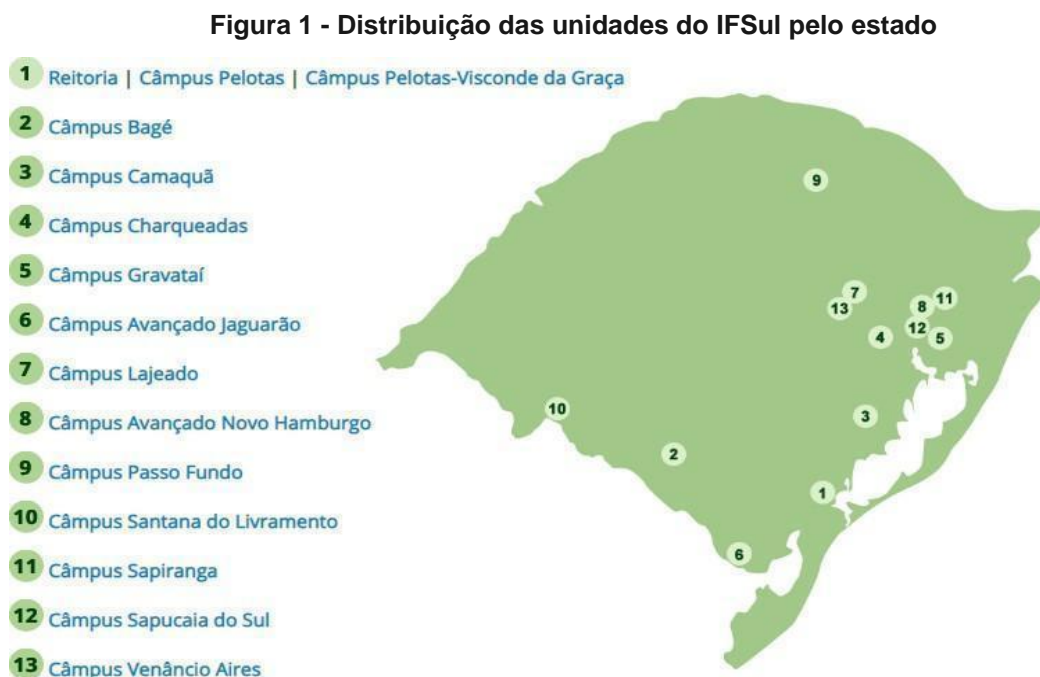 Figura 1 - Distribuição das unidades do IFSul pelo estado
1 Reitoria | Câmpus Pelotas | Câmpus Pelotas-Visconde da Graça
2 Câmpus Bagé
3 Câmpus Camaquã
4 Câmpus Charqueadas
5 Câmpus Gravataí
6 Câmpus Avançado Jaguarão
7 Câmpus Lajeado
8 Câmpus Avançado Novo Hamburgo
9 Câmpus Passo Fundo
10 Câmpus Santana do Livramento
11 Câmpus Sapiranga
12 Câmpus Sapucaia do Sul
13 Câmpus Venâncio Aires
9
7
11
8
13
12
4
5
10
3
2
1
6